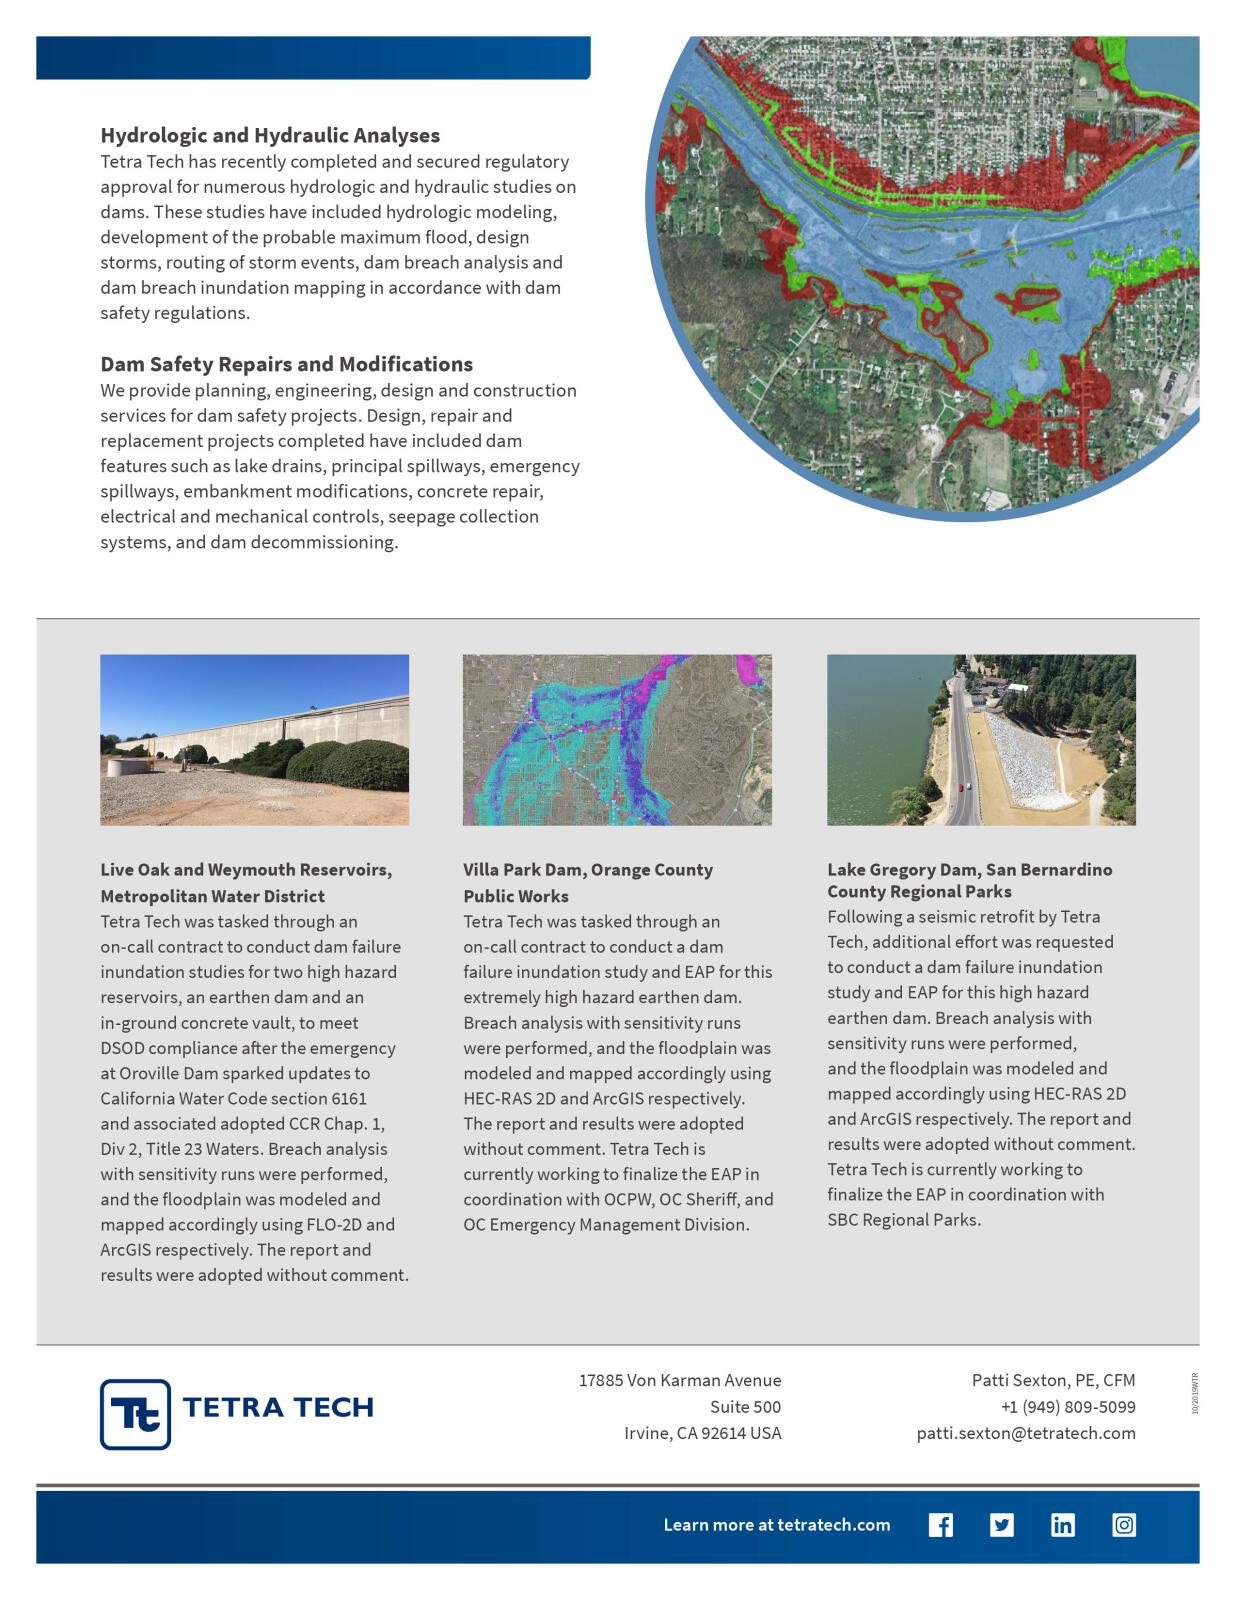 Hydrologic and Hydraulic Analyses
Tetra Tech has recently completed and secured regulatory
approval for numerous hydrologic and hydraulic studies on
dams. These studies have included hydrologic modeling,
development of the probable maximum flood, design
storms, routing of storm events, dam breach analysis and
dam breach inundation mapping in accordance with dam
safety regulations.
Dam Safety Repairs and Modifications
We provide planning, engineering, design and construction
services for dam safety projects. Design, repair and
replacement projects completed have included dam
features such as lake drains, principal spillways, emergency
spillways, embankment modifications, concrete repair,
electrical and mechanical controls, seepage collection
systems, and dam decommissioning.
Live Oak and Weymouth Reservoirs,
Metropolitan Water District
Tetra Tech was tasked through an
on-call contract to conduct dam failure
inundation studies for two high hazard
reservoirs, an earthen dam and an
in-ground concrete vault, to meet
DSOD compliance after the emergency
at Oroville Dam sparked updates to
California Water Code section 6161
and associated adopted CCR Chap. 1,
Div 2, Title 23 Waters. Breach analysis
with sensitivity runs were performed,
and the floodplain was modeled and
mapped accordingly using FLO-2D and
ArcGIS respectively. The report and
results were adopted without comment.
Villa Park Dam, Orange County
Public Works
Tetra Tech was tasked through an
on-call contract to conduct a dam
failure inundation study and EAP for this
extremely high hazard earthen dam.
Breach analysis with sensitivity runs
were performed, and the floodplain was
modeled and mapped accordingly using
HEC-RAS 2D and ArcGIS respectively.
The report and results were adopted
without comment. Tetra Tech is
currently working to finalize the EAP in
coordination with OCPW, OC Sheriff, and
OC Emergency Management Division.
Lake Gregory Dam, San Bernardino
County Regional Parks
Following a seismic retrofit by Tetra
Tech, additional effort was requested
to conduct a dam failure inundation
study and EAP for this high hazard
earthen dam. Breach analysis with
sensitivity runs were performed,
and the floodplain was modeled and
mapped accordingly using HEC-RAS 2D
and ArcGIS respectively. The report and
results were adopted without comment.
Tetra Tech is currently working to
finalize the EAP in coordination with
SBC Regional Parks.
Tt TETRA TECH
17885 Von Karman Avenue
Suite 500
Irvine, CA 92614 USA
Patti Sexton, PE, CFM
+1 (949) 809-5099
patti.sexton@tetratech.com
10/2019WTR
Learn more at tetratech.com